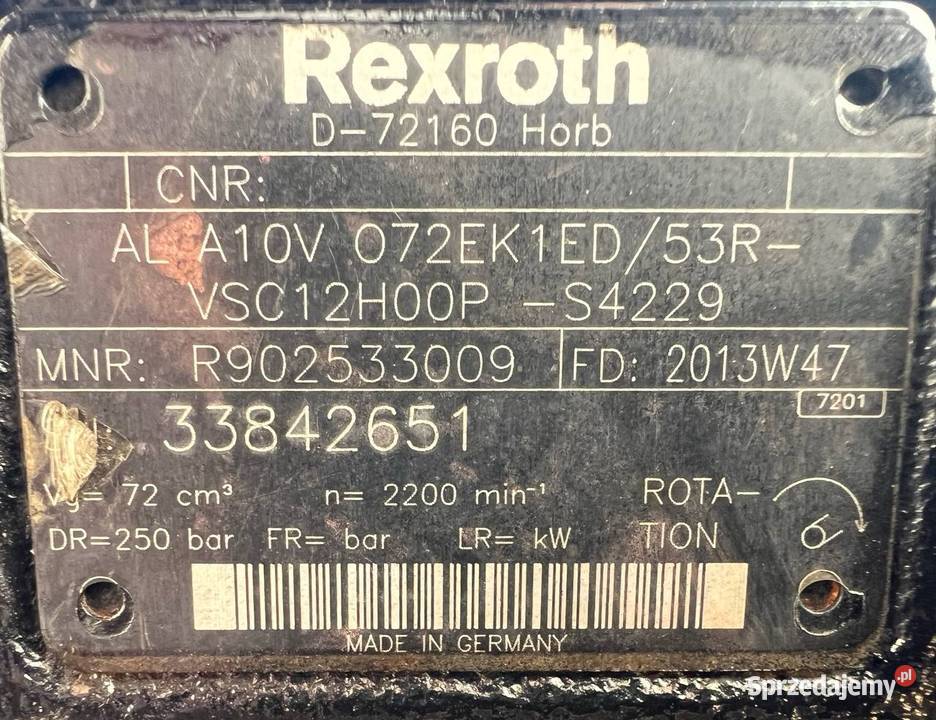 Rexroth
D-72160 Horb
CNR:
AL A10V O72EK1ED/53R-
VSC12H00P -S4229
MNR: R902533009 FD: 2013W47
7201
33842651
Vg= 72 cm³ n= 2200 min⁻¹ ROTA-
DR=250 bar FR= bar LR= kW TION
MADE IN GERMANY
Sprzedajemy.pl